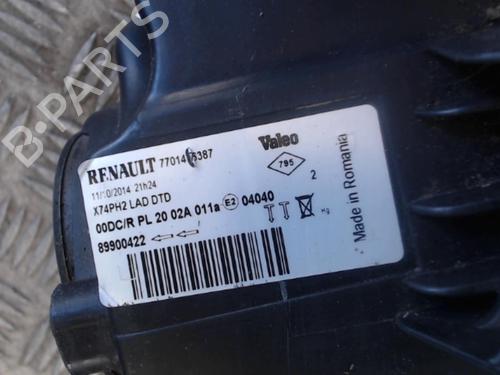 B-PARTS
RENAULT
Valeo
11/10/2014 21h24
795
X74PH2 LAD DTD
2
00DC/R PL 20 02A 011a E2 04040
89900422
Made in Romania